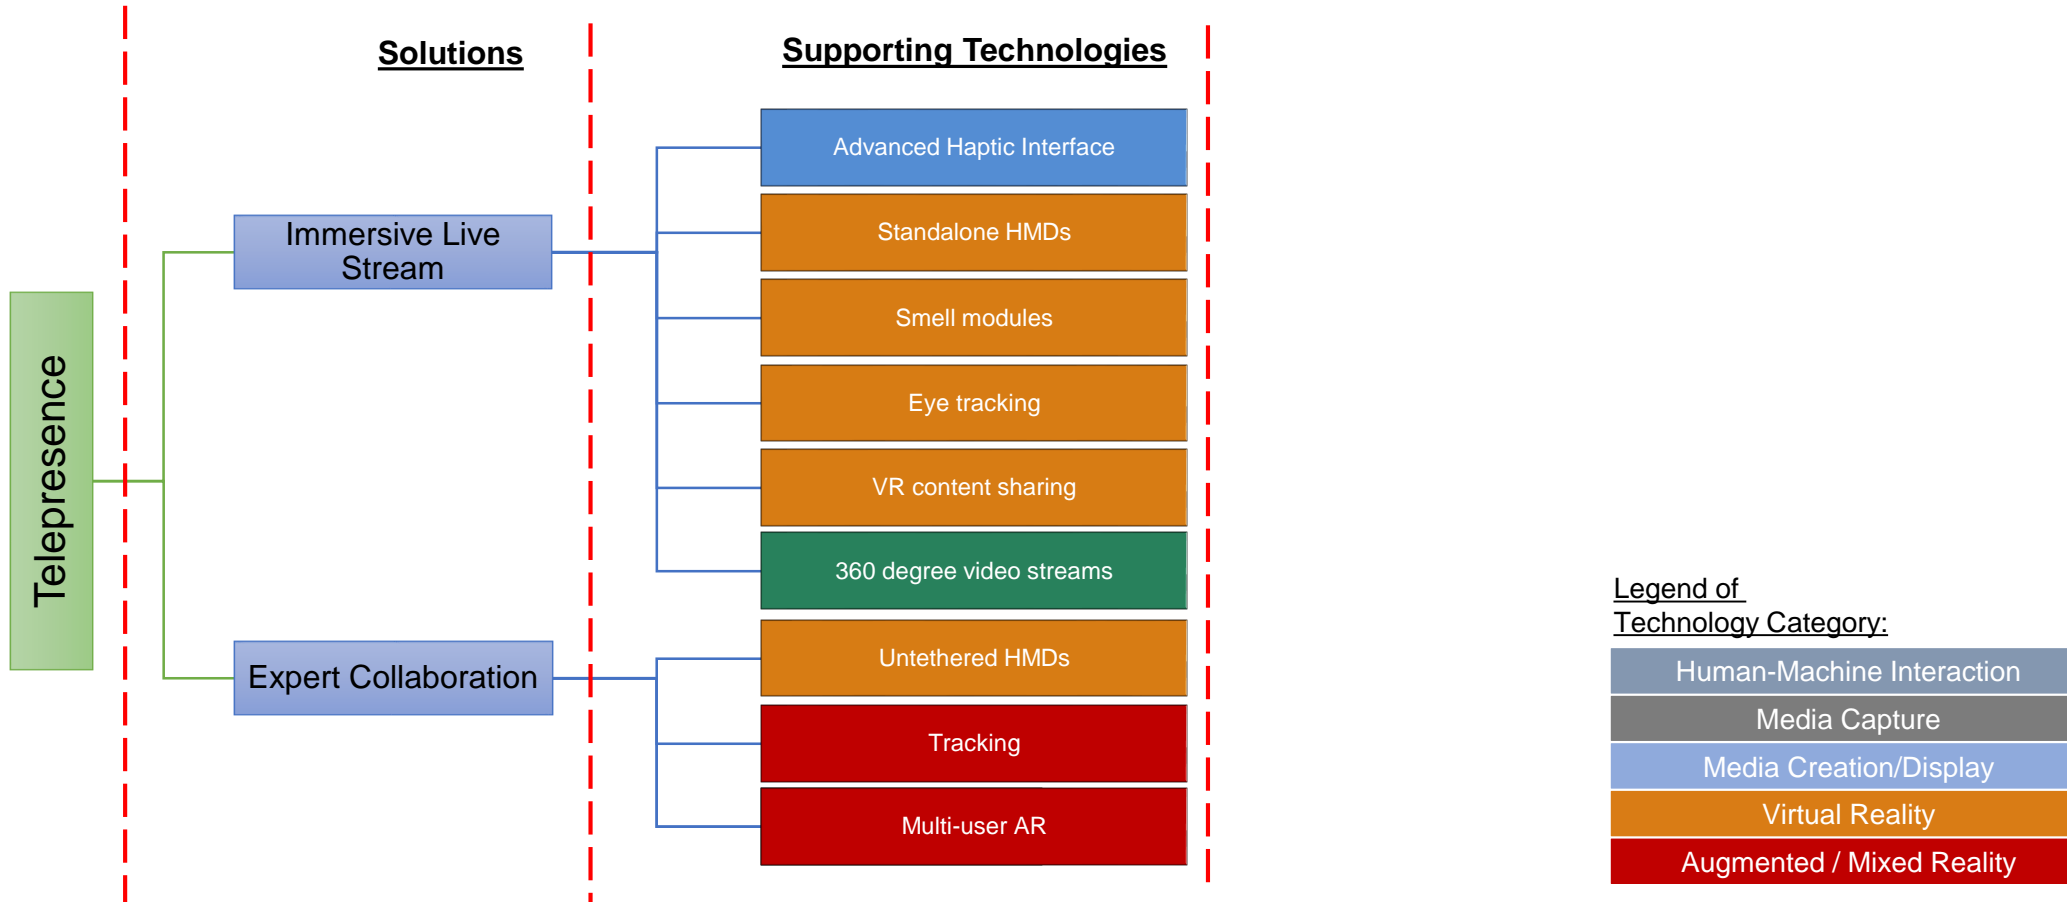 Solutions
Supporting Technologies
Telepresence
Immersive Live
Stream
Expert Collaboration
Advanced Haptic Interface
Standalone HMDs
Smell modules
Eye tracking
VR content sharing
360 degree video streams
Untethered HMDs
Tracking
Multi-user AR
Legend of
Technology Category:
Human-Machine Interaction
Media Capture
Media Creation/Display
Virtual Reality
Augmented / Mixed Reality